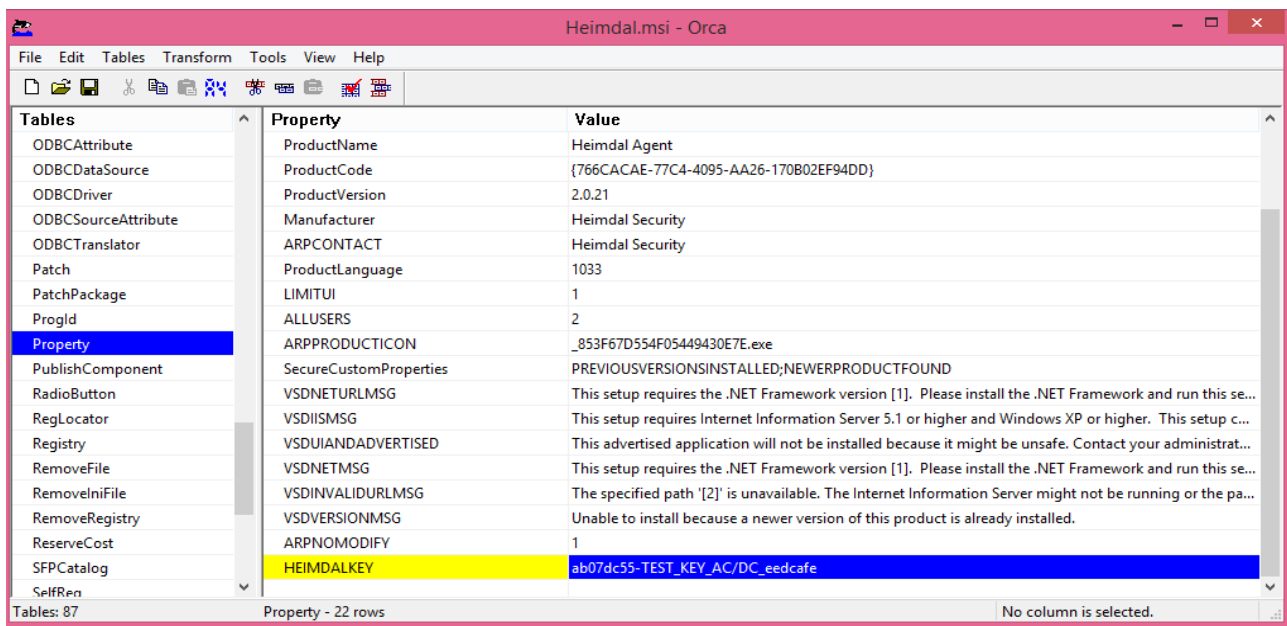 Heimdal.msi - Orca
File Edit Tables Transform Tools View Help
Tables Property Value
ODBCAttribute ProductName Heimdal Agent
ODBCDataSource ProductCode {766CACAE-77C4-4095-AA26-170B02EF94DD}
ODBCDriver ProductVersion 2.0.21
ODBCSourceAttribute Manufacturer Heimdal Security
ODBCTranslator ARPCONTACT Heimdal Security
Patch ProductLanguage 1033
PatchPackage LIMITUI 1
ProgId ALLUSERS 2
Property ARPPRODUCTICON _853F67D554F05449430E7E.exe
PublishComponent SecureCustomProperties PREVIOUSVERSIONSINSTALLED;NEWERPRODUCTFOUND
RadioButton VSDNETURLMSG This setup requires the .NET Framework version [1].  Please install the .NET Framework and run this se...
RegLocator VSDIISMSG This setup requires Internet Information Server 5.1 or higher and Windows XP or higher.  This setup c...
Registry VSDUIANDADVERTISED This advertised application will not be installed because it might be unsafe. Contact your administrat...
RemoveFile VSDNETMSG This setup requires the .NET Framework version [1].  Please install the .NET Framework and run this se...
RemoveIniFile VSDINVALIDURLMSG The specified path '[2]' is unavailable. The Internet Information Server might not be running or the pa...
RemoveRegistry VSDVERSIONMSG Unable to install because a newer version of this product is already installed.
ReserveCost ARPNOMODIFY 1
SFPCatalog HEIMDALKEY ab07dc55-TEST_KEY_AC/DC_eedcafe
SelfReg
Tables: 87 Property - 22 rows No column is selected.